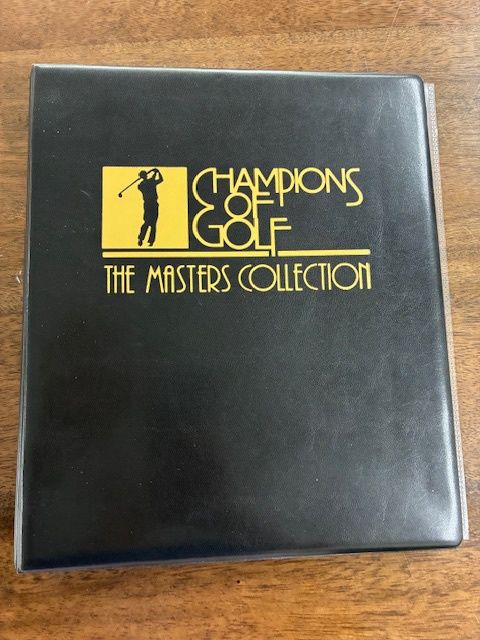 CHAMPIONS
OF
GOLF
THE MASTERS COLLECTION